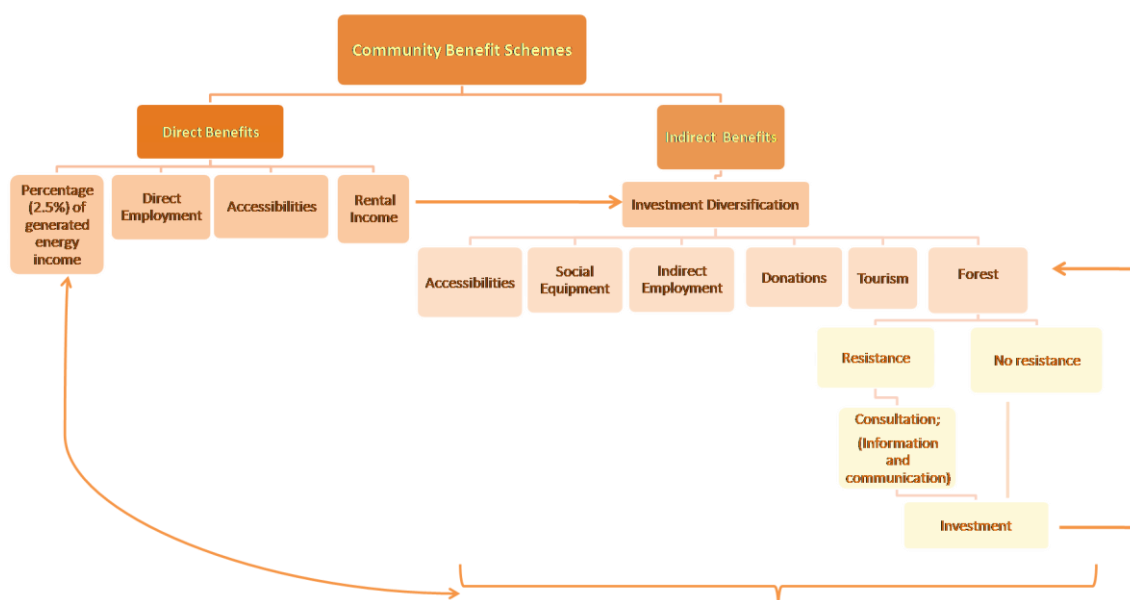 Community Benefit Schemes
Direct Benefits
Indirect Benefits
Percentage
(2.5%) of
generated
energy
income
Direct
Employment
Accessibilities
Rental
Income
Investment Diversification
Accessibilities
Social
Equipment
Indirect
Employment
Donations
Tourism
Forest
Resistance
No resistance
Consultation;
(Information
and
communication)
Investment